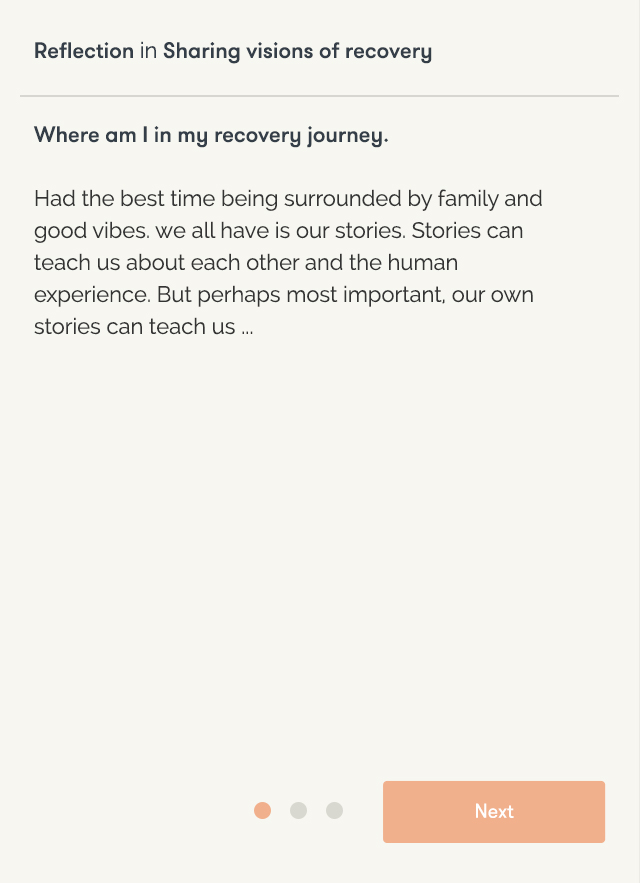 Reflection in Sharing visions of recovery
Where am I in my recovery journey.
Had the best time being surrounded by family and
good vibes. we all have is our stories. Stories can
teach us about each other and the human
experience. But perhaps most important, our own
stories can teach us ...
Next